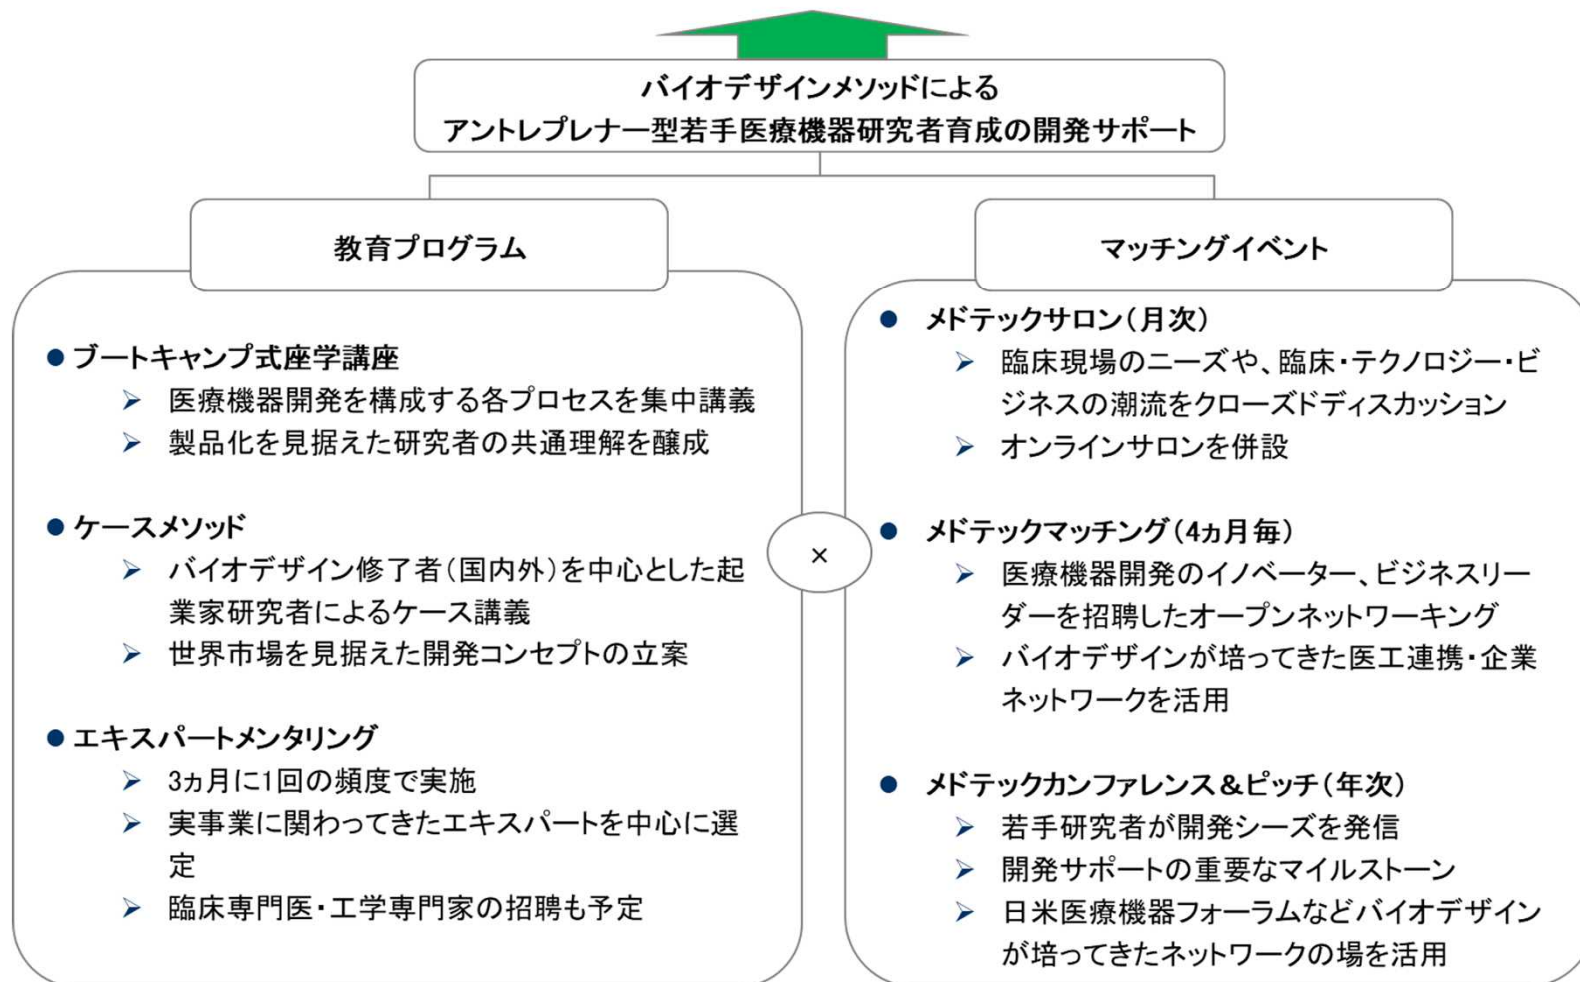 バイオデザインメソッドによる
アントレプレナー型若手医療機器研究者育成の開発サポート
教育プログラム
● ブートキャンプ式座学講座
➢ 医療機器開発を構成する各プロセスを集中講義
➢ 製品化を見据えた研究者の共通理解を醸成
● ケースメソッド
➢ バイオデザイン修了者（国内外）を中心とした起
業家研究者によるケース講義
➢ 世界市場を見据えた開発コンセプトの立案
● エキスパートメンタリング
➢ 3ヵ月に1回の頻度で実施
➢ 実事業に関わってきたエキスパートを中心に選
定
➢ 臨床専門医・工学専門家の招聘も予定
×
マッチングイベント
● メドテックサロン（月次）
➢ 臨床現場のニーズや、臨床・テクノロジー・ビ
ジネスの潮流をクローズドディスカッション
➢ オンラインサロンを併設
● メドテックマッチング（4ヵ月毎）
➢ 医療機器開発のイノベーター、ビジネスリー
ダーを招聘したオープンネットワーキング
➢ バイオデザインが培ってきた医工連携・企業
ネットワークを活用
● メドテックカンファレンス＆ピッチ（年次）
➢ 若手研究者が開発シーズを発信
➢ 開発サポートの重要なマイルストーン
➢ 日米医療機器フォーラムなどバイオデザイン
が培ってきたネットワークの場を活用